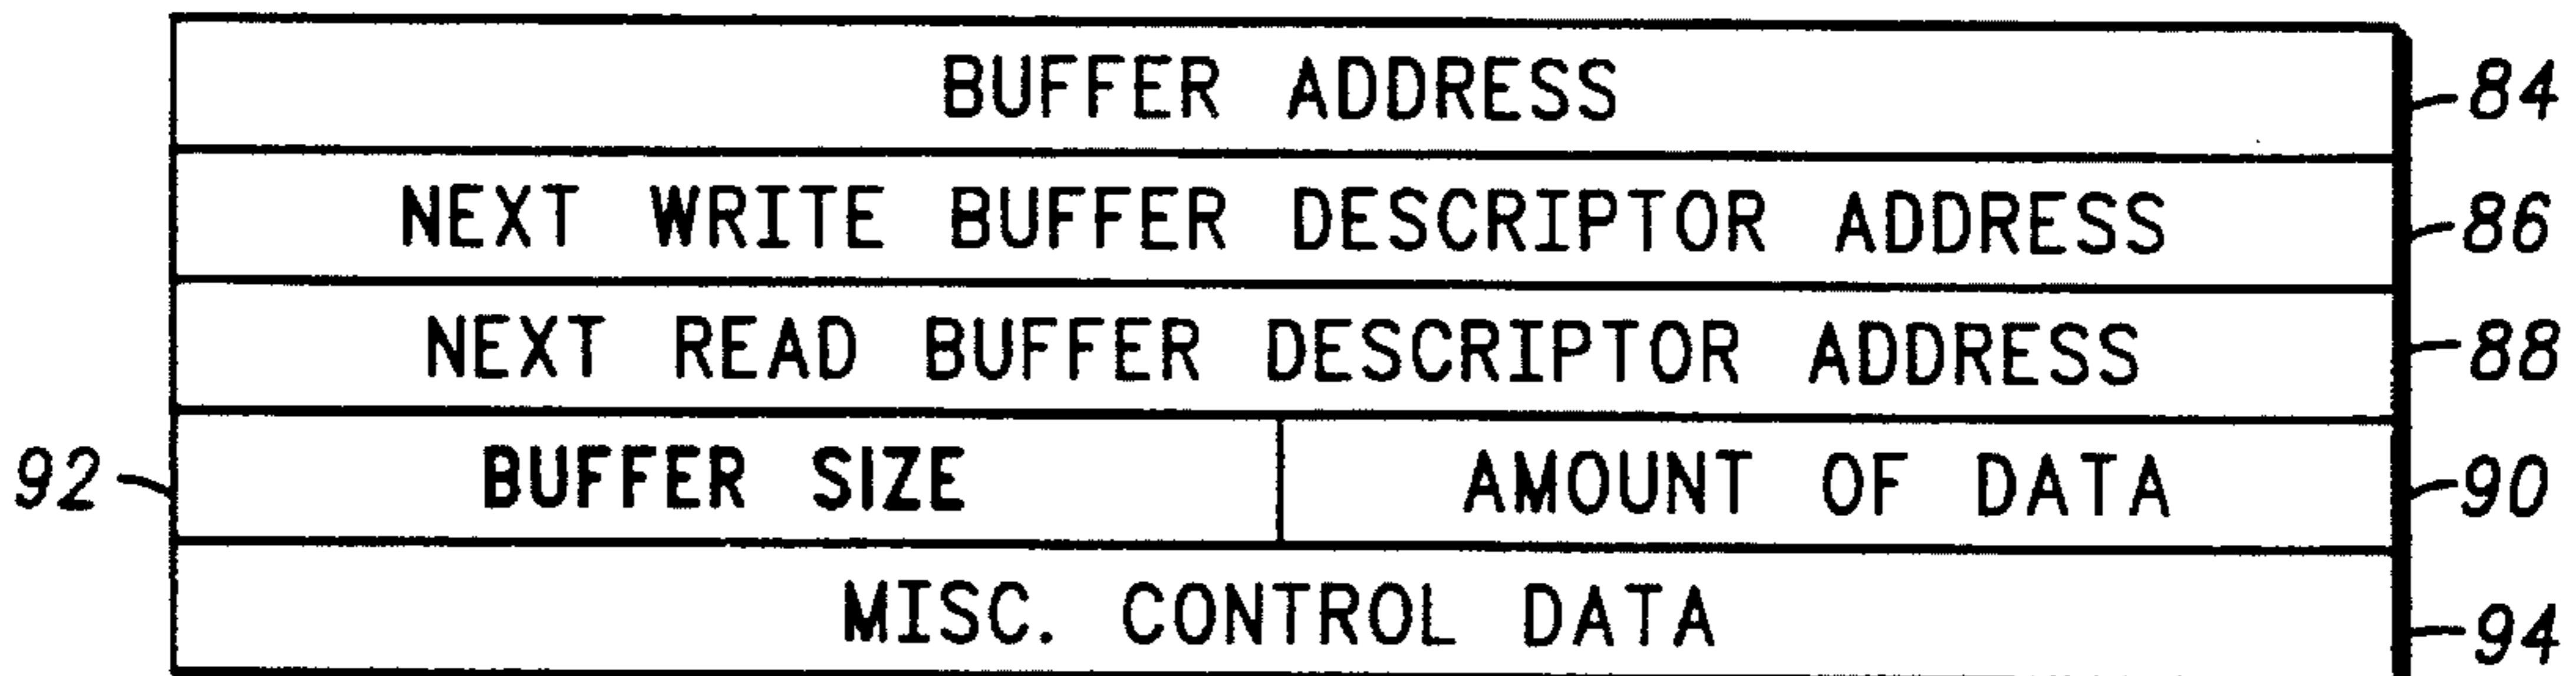 BUFFER ADDRESS 84
NEXT WRITE BUFFER DESCRIPTOR ADDRESS 86
NEXT READ BUFFER DESCRIPTOR ADDRESS 88
92 BUFFER SIZE AMOUNT OF DATA 90
MISC. CONTROL DATA 94